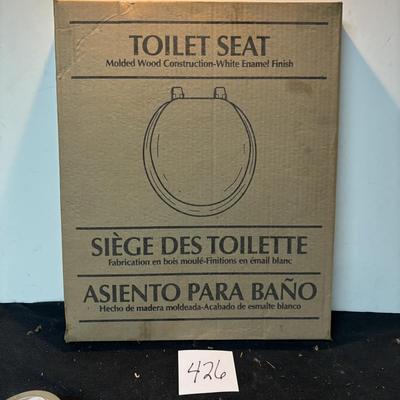 TOILET SEAT
Molded Wood Construction-White Enamel Finish
SIÈGE DES TOILETTE
Fabrication en bois moulé-Finitions en émail blanc
ASIENTO PARA BAÑO
Hecho de madera moldeada-Acabado de esmalte blanco
426